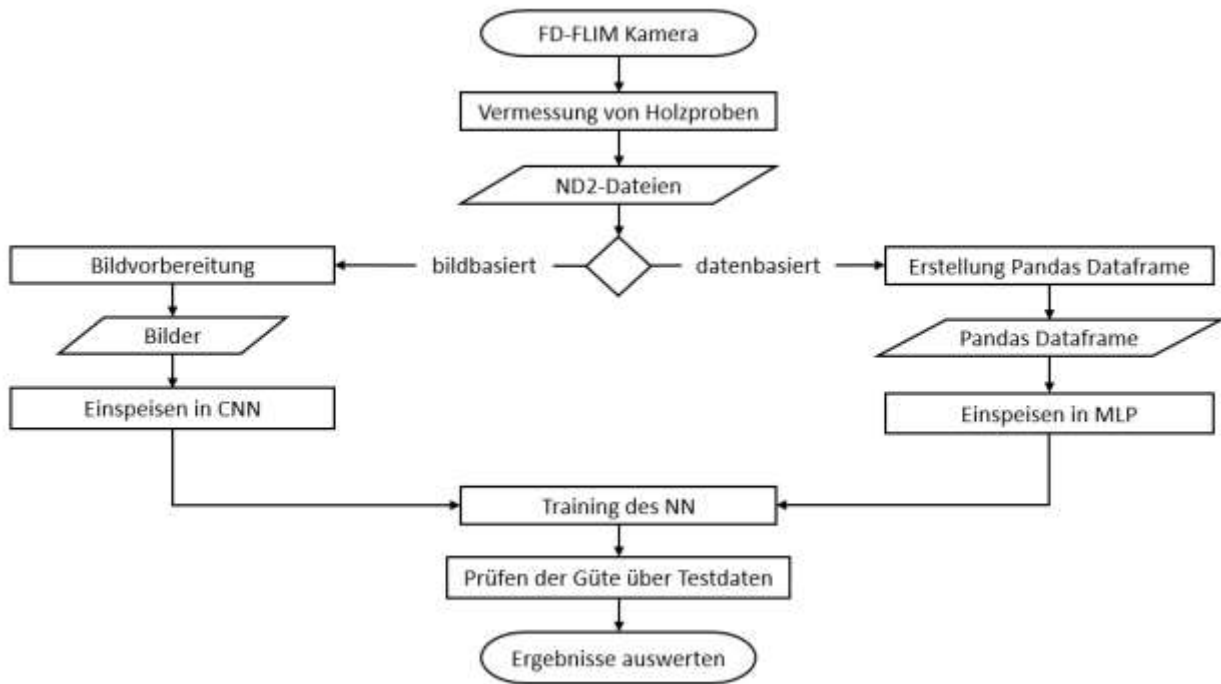 FD-FLIM Kamera
Vermessung von Holzproben
ND2-Dateien
bildbasiert
datenbasiert
Bildvorbereitung
Erstellung Pandas Dataframe
Bilder
Pandas Dataframe
Einspeisen in CNN
Einspeisen in MLP
Training des NN
Prüfen der Güte über Testdaten
Ergebnisse auswerten